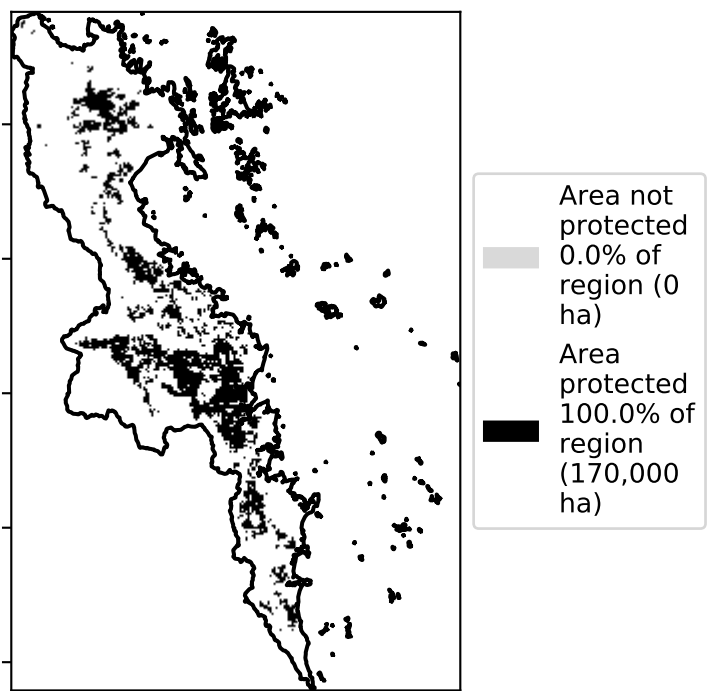 Area not
protected
0.0% of
region (0
ha)
Area
protected
100.0% of
region
(170,000
ha)